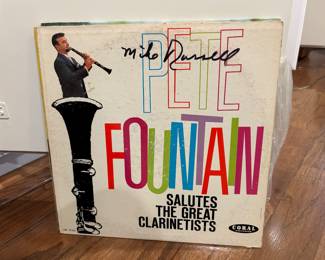 PETE
FOUNTAIN
SALUTES
THE GREAT
CLARINETISTS
CORAL